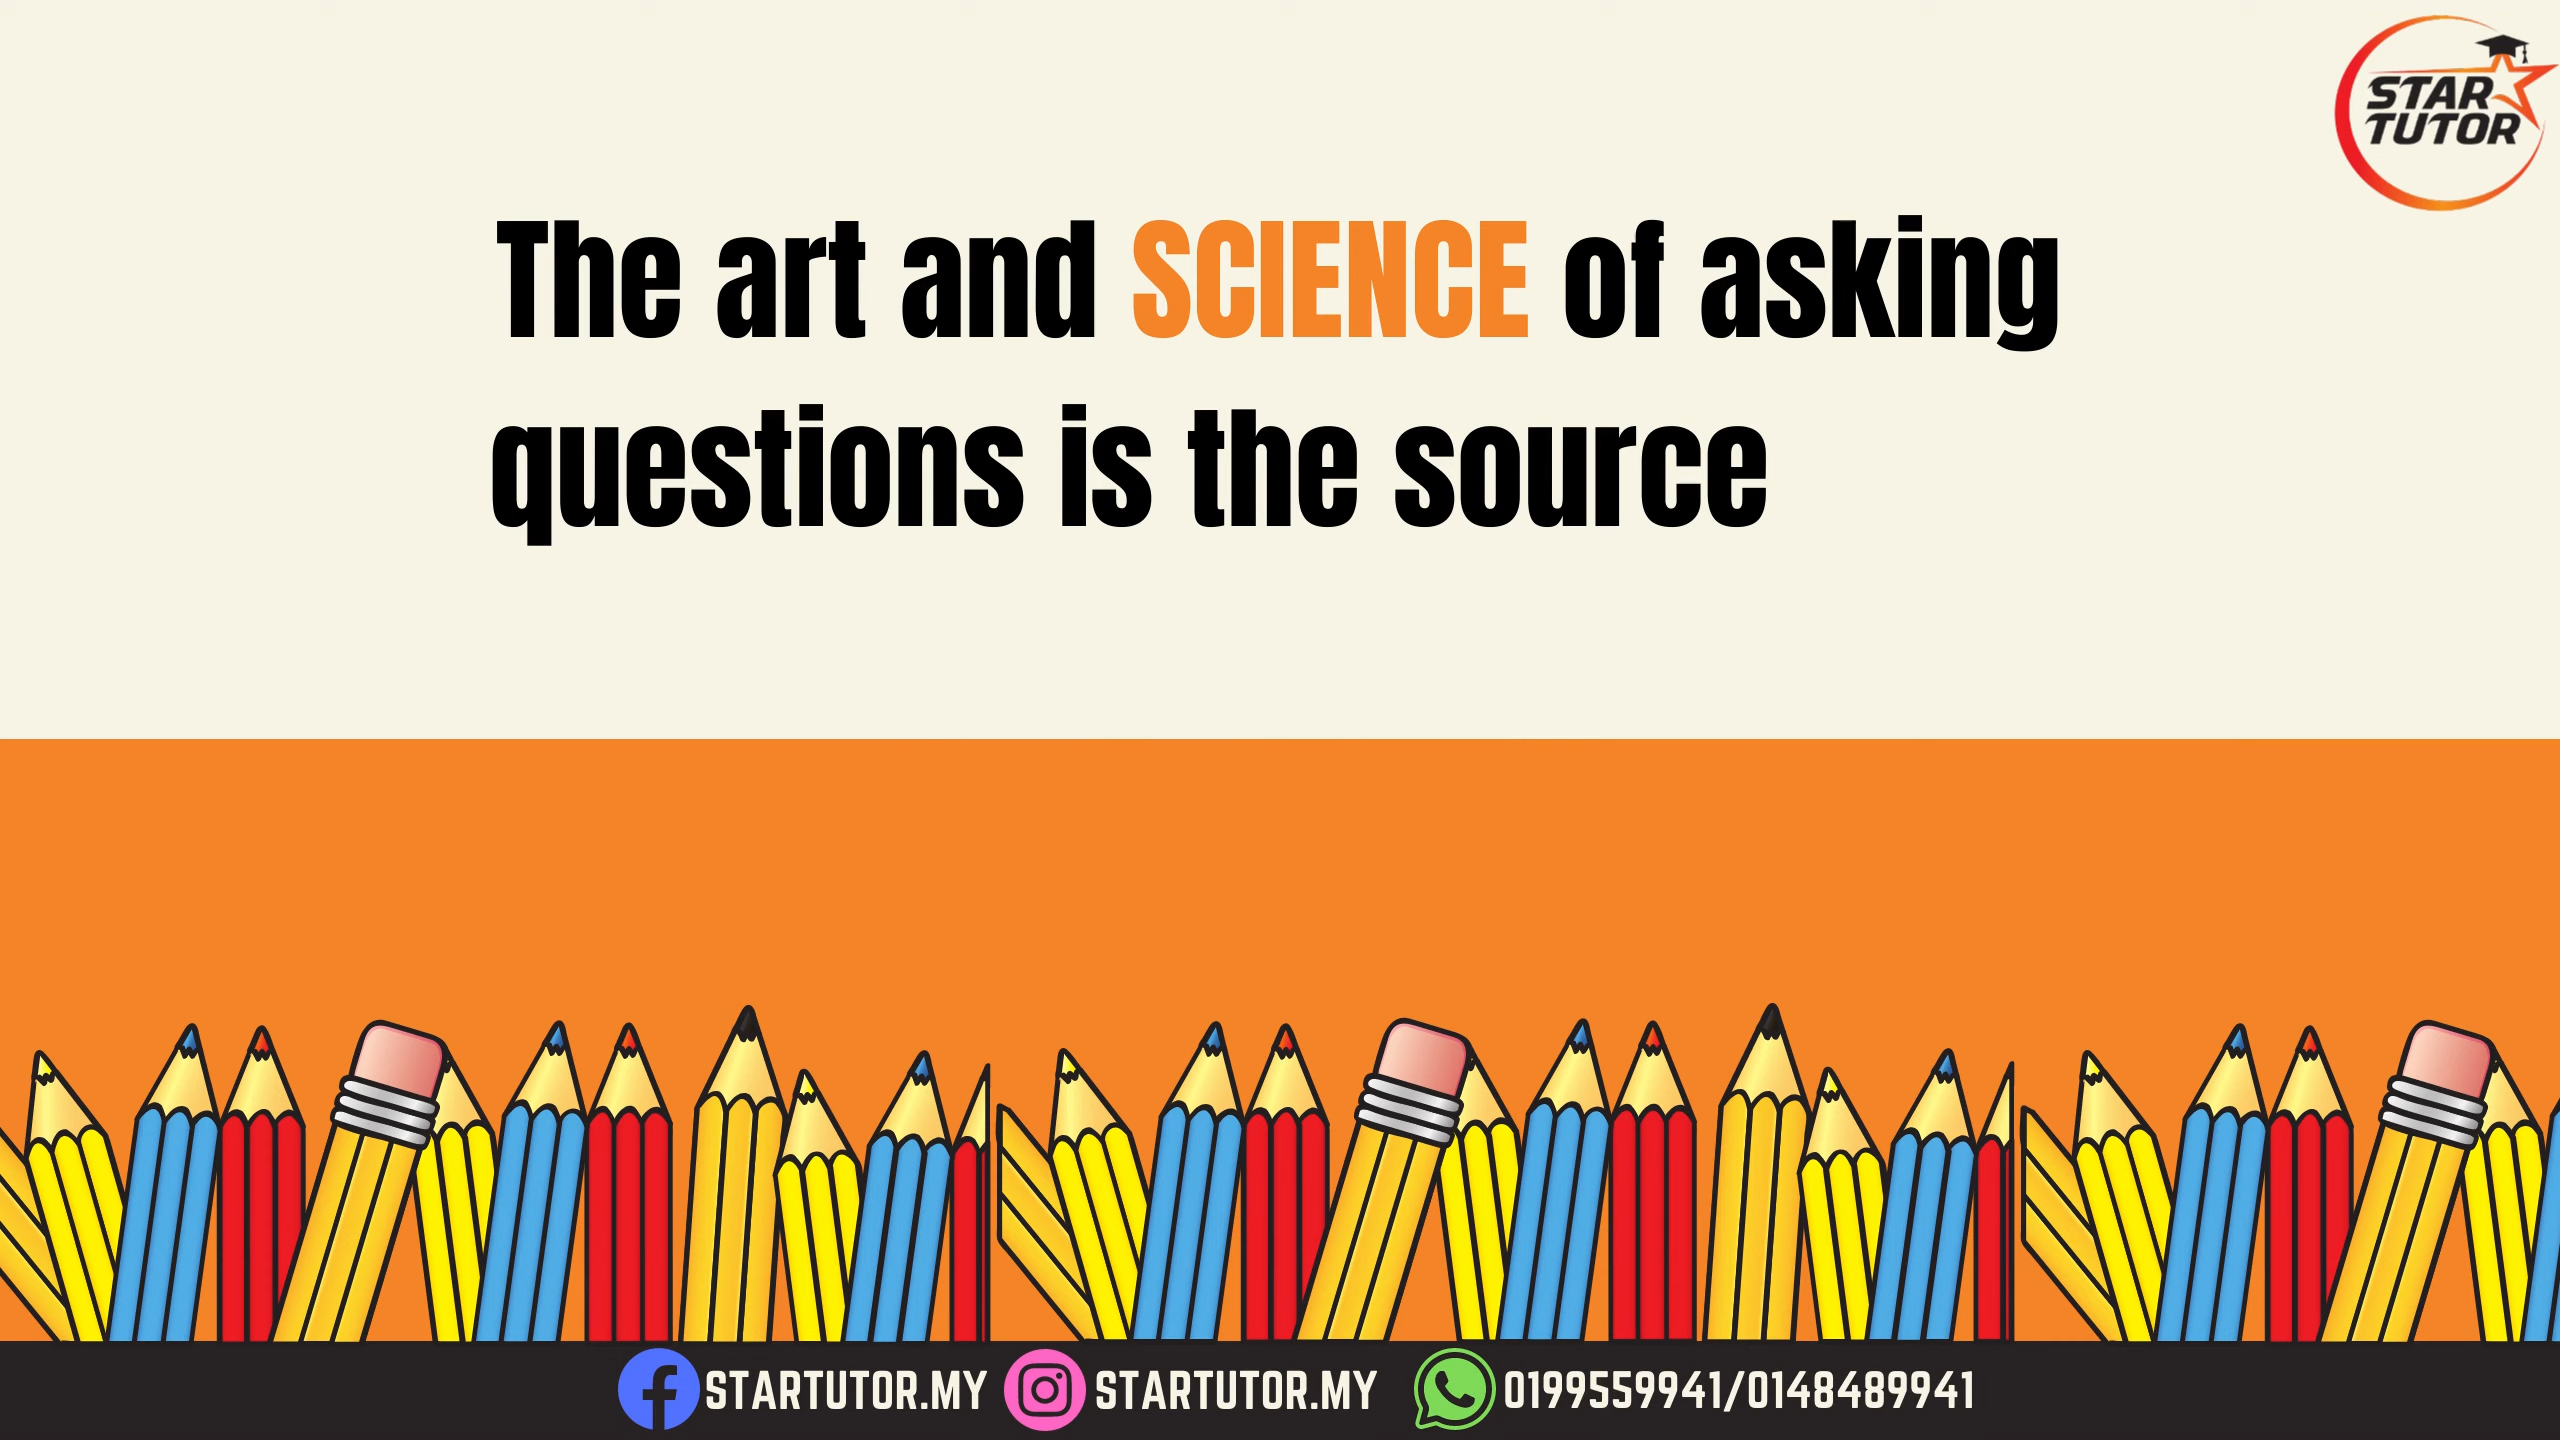 STAR
TUTOR
The art and SCIENCE of asking
questions is the source
STARTUTOR.MY STARTUTOR.MY 0199559941/0148489941